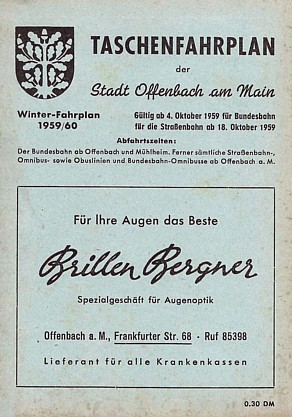 TASCHENFAHRPLAN
der
Stadt Offenbach am Main
Winter-Fahrplan
1959/60
Gültig ab 4. Oktober 1959 für Bundesbahn
für die Straßenbahn ab 18. Oktober 1959
Abfahrtszeiten:
Der Bundesbahn ab Offenbach und Mühlheim. Ferner sämtliche Straßenbahn-,
Omnibus- sowie Obuslinien und Bundesbahn-Omnibusse ab Offenbach a. M.
Für Ihre Augen das Beste
Brillen Bergner
Spezialgeschäft für Augenoptik
Offenbach a. M., Frankfurter Str. 68 · Ruf 85398
Lieferant für alle Krankenkassen
0.30 DM